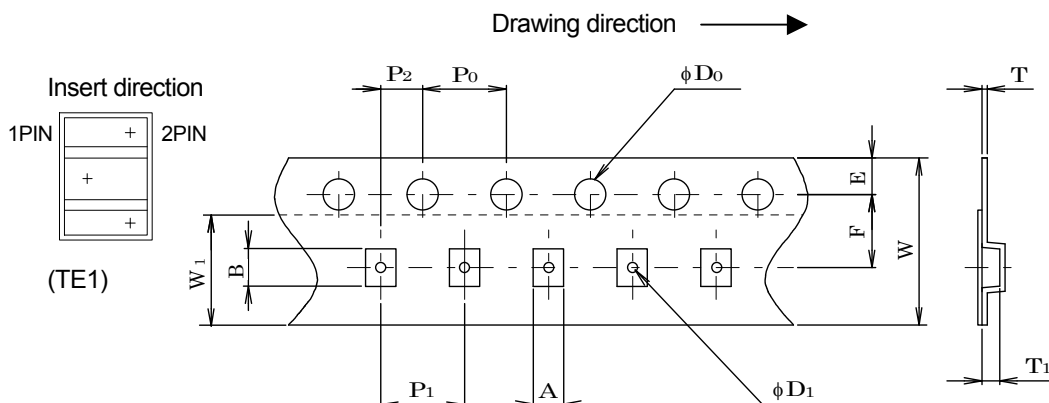 Drawing direction
P2 P0 φD0 T
Insert direction
1PIN + 2PIN
+
+
(TE1)
E
F
W
W1
B
P1 A φD1 T1